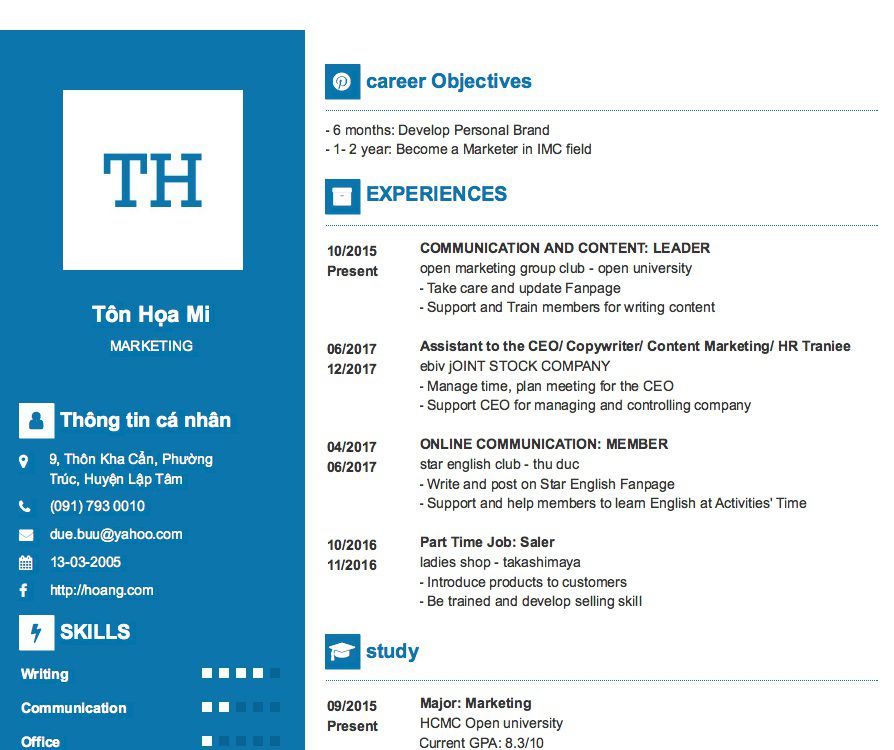 TH
Tôn Họa Mi
MARKETING
Thông tin cá nhân
9, Thôn Kha Cẩn, Phường
Trúc, Huyện Lập Tâm
(091) 793 0010
due.buu@yahoo.com
13-03-2005
http://hoang.com
SKILLS
Writing
Communication
Office
career Objectives
- 6 months: Develop Personal Brand
- 1- 2 year: Become a Marketer in IMC field
EXPERIENCES
10/2015
Present
COMMUNICATION AND CONTENT: LEADER
open marketing group club - open university
- Take care and update Fanpage
- Support and Train members for writing content
06/2017
12/2017
Assistant to the CEO/ Copywriter/ Content Marketing/ HR Traniee
ebiv jOINT STOCK COMPANY
- Manage time, plan meeting for the CEO
- Support CEO for managing and controlling company
04/2017
06/2017
ONLINE COMMUNICATION: MEMBER
star english club - thu duc
- Write and post on Star English Fanpage
- Support and help members to learn English at Activities' Time
10/2016
11/2016
Part Time Job: Saler
ladies shop - takashimaya
- Introduce products to customers
- Be trained and develop selling skill
study
09/2015
Present
Major: Marketing
HCMC Open university
Current GPA: 8.3/10